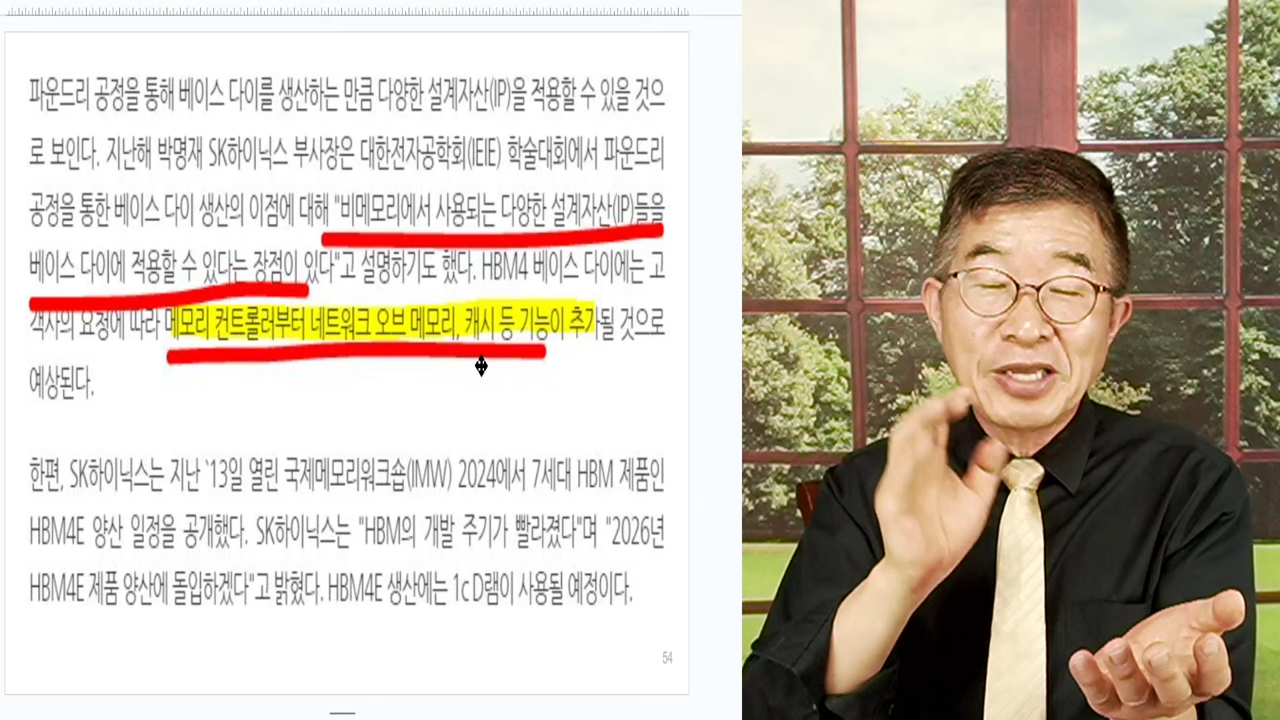 파운드리 공정을 통해 베이스 다이를 생산하는 만큼 다양한 설계자산(IP)을 적용할 수 있을 것으
로 보인다. 지난해 박명재 SK하이닉스 부사장은 대한전자공학회(IEIE) 학술대회에서 파운드리
공정을 통한 베이스 다이 생산의 이점에 대해 "비메모리에서 사용되는 다양한 설계자산(IP)들을
베이스 다이에 적용할 수 있다는 장점이 있다"고 설명하기도 했다. HBM4 베이스 다이에는 고
객사의 요청에 따라 메모리 컨트롤러부터 네트워크 오브 메모리, 캐시 등 기능이 추가될 것으로
예상된다.
한편, SK하이닉스는 지난 `13일 열린 국제메모리워크숍(IMW) 2024에서 7세대 HBM 제품인
HBM4E 양산 일정을 공개했다. SK하이닉스는 "HBM의 개발 주기가 빨라졌다"며 "2026년
HBM4E 제품 양산에 돌입하겠다"고 밝혔다. HBM4E 생산에는 1c D램이 사용될 예정이다.
54